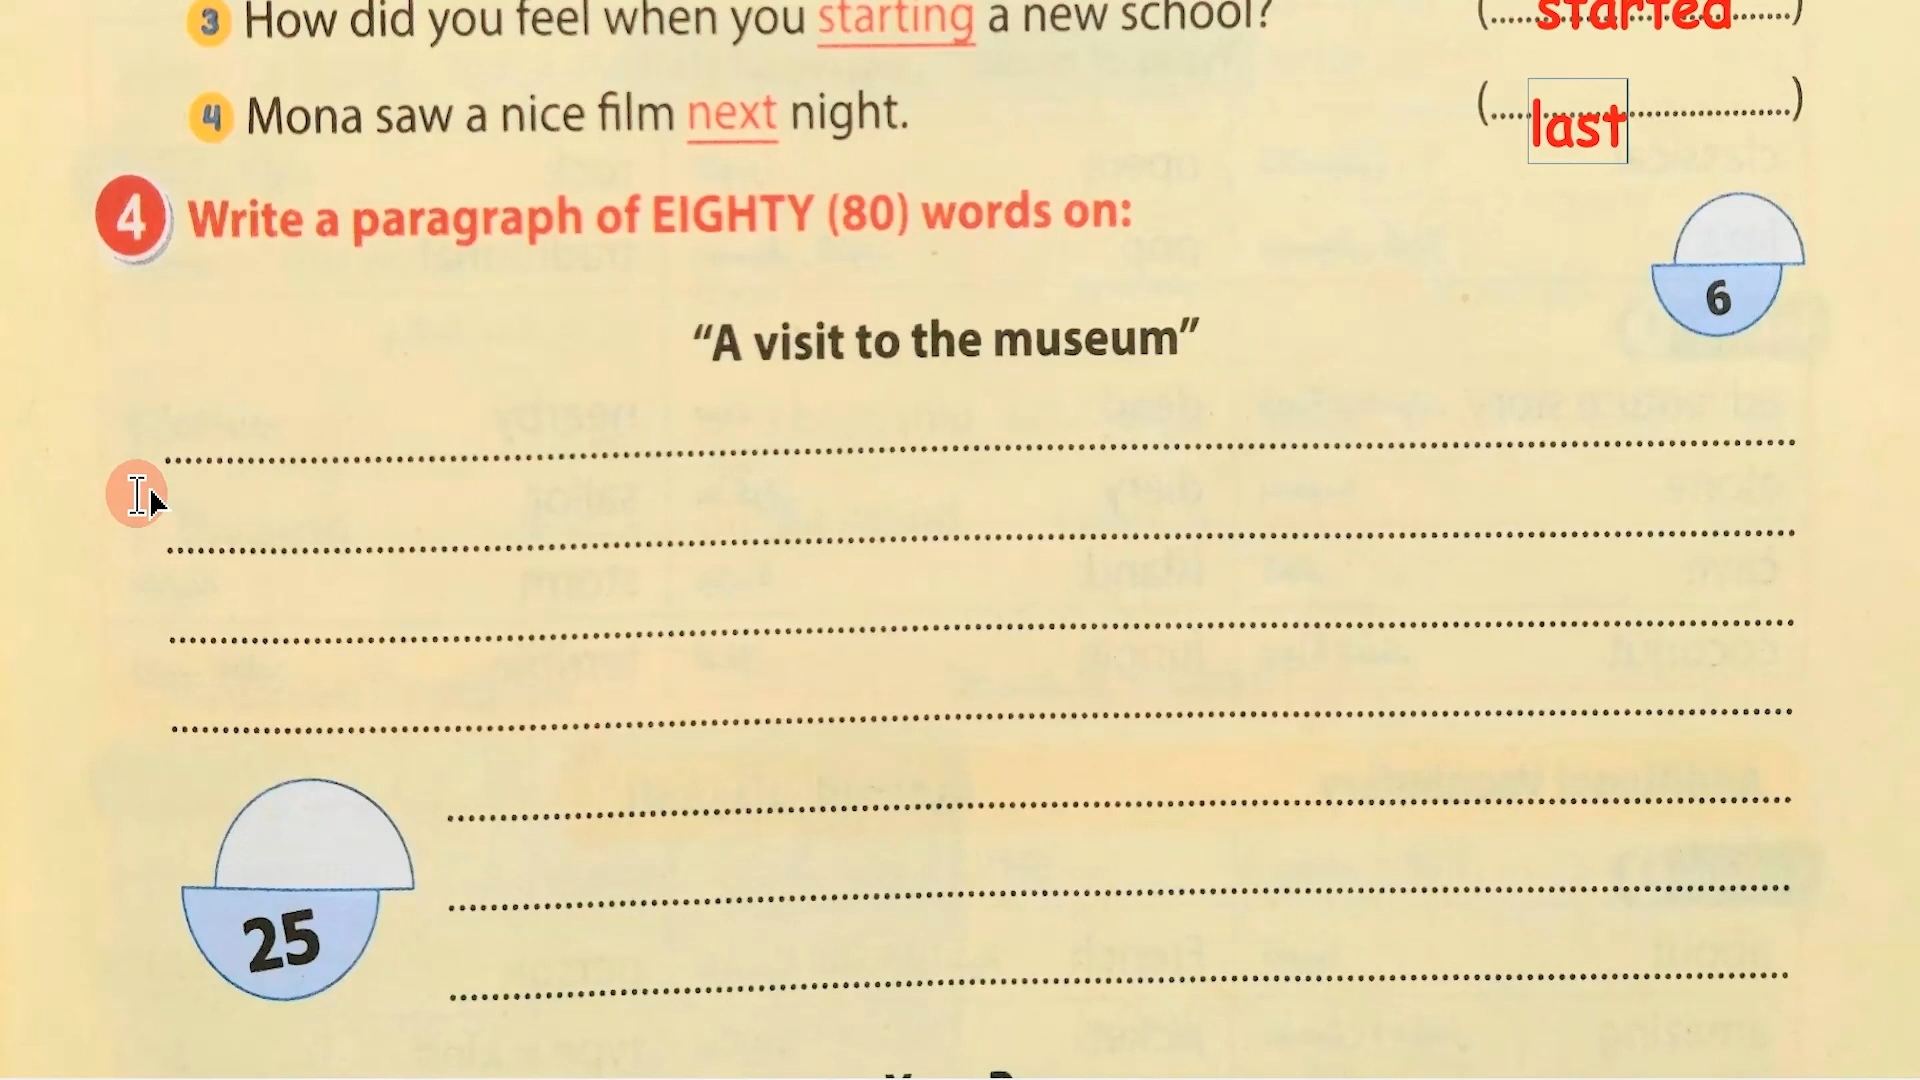 3 How did you feel when you starting a new school? (......started......)
4 Mona saw a nice film next night. (......last......)
4 Write a paragraph of EIGHTY (80) words on:
6
"A visit to the museum"
25